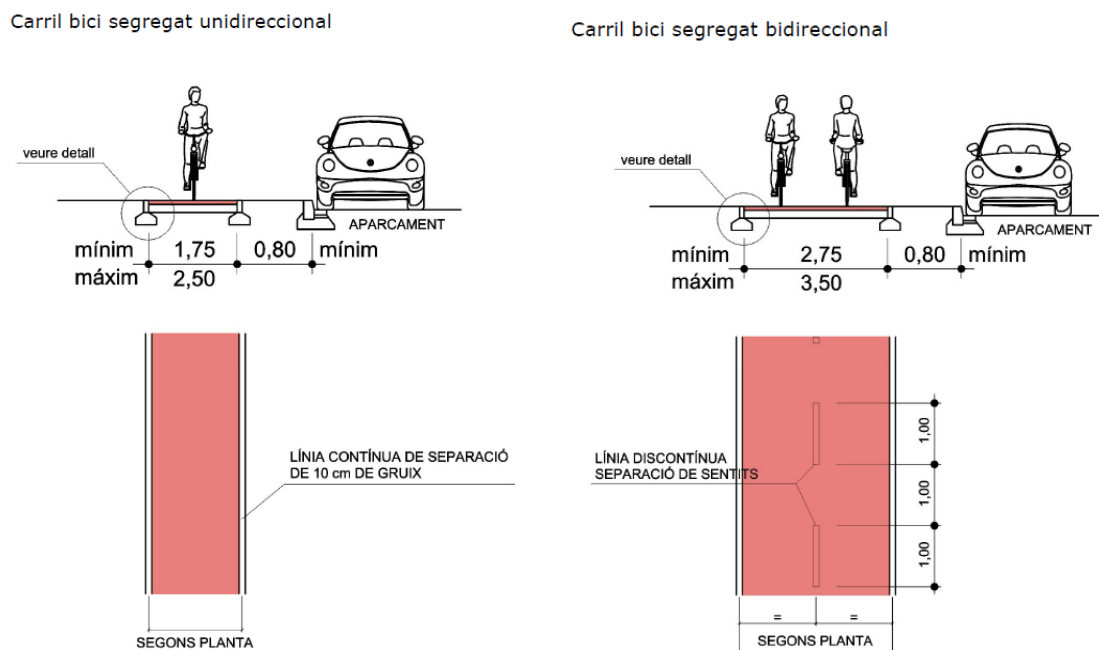 Carril bici segregat unidireccional
veure detall
APARCAMENT
mínim 1,75 0,80 mínim
máxim 2,50
LÍNIA CONTÍNUA DE SEPARACIÓ
DE 10 cm DE GRUIX
SEGONS PLANTA
Carril bici segregat bidireccional
veure detall
APARCAMENT
mínim 2,75 0,80 mínim
máxim 3,50
LÍNIA DISCONTÍNUA
SEPARACIÓ DE SENTITS
1,00
1,00
1,00
= =
SEGONS PLANTA